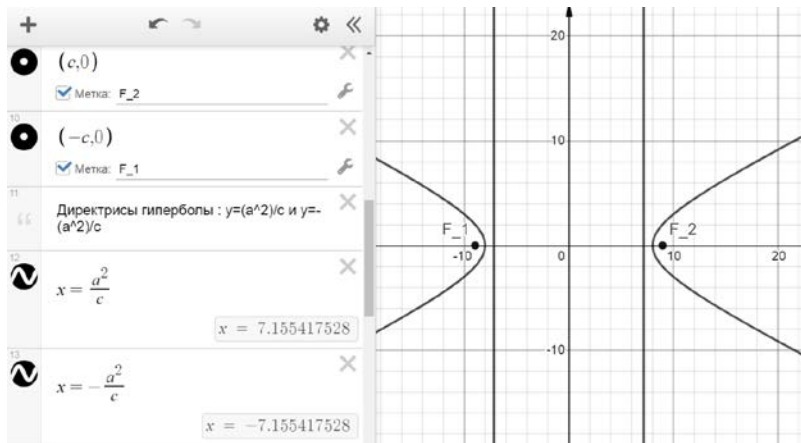 (c,0)
Метка: F_2
10
(−c,0)
Метка: F_1
11
Директрисы гиперболы : y=(a^2)/c и y=-
(a^2)/c
12
x = a²/c
x = 7.155417528
13
x = − a²/c
x = −7.155417528
20
10
F_1
F_2
-10
0
10
20
-10